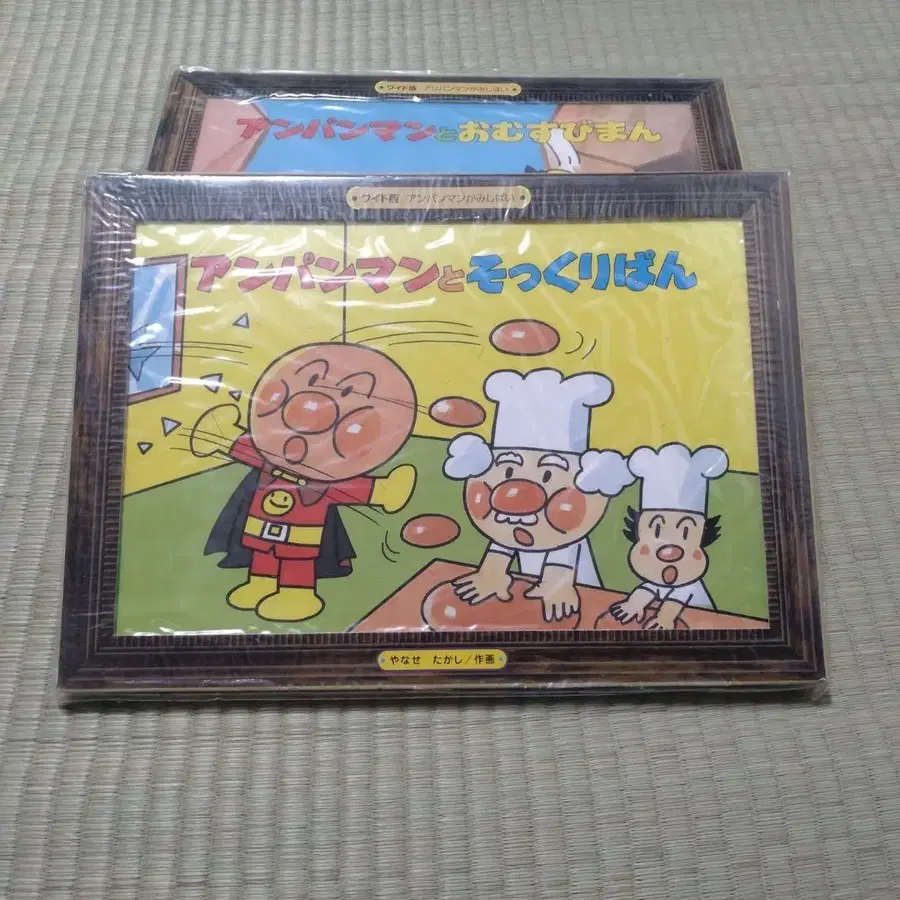 ワイド版 アンパンマンかみしばい
アンパンマンとおむすびまん
ワイド版 アンパンマンかみしばい
アンパンマンとそっくりぱん
やなせ たかし/作画